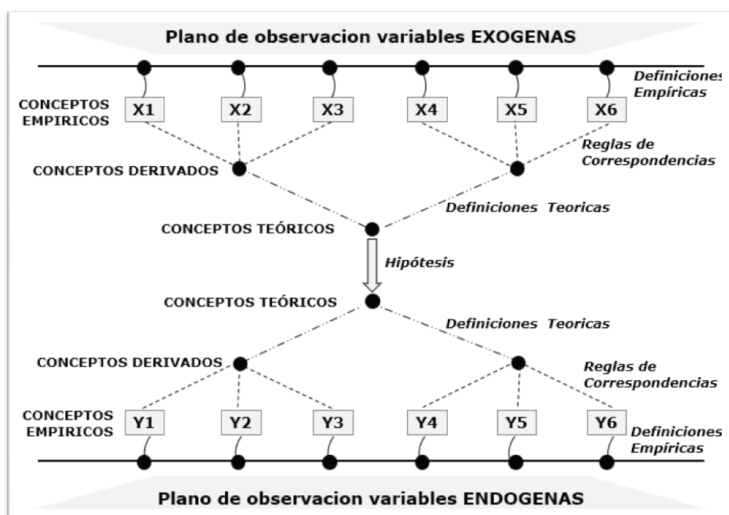 Plano de observacion variables EXOGENAS
Definiciones
Empíricas
CONCEPTOS
EMPIRICOS
X1 X2 X3 X4 X5 X6
Reglas de
Correspondencias
CONCEPTOS DERIVADOS
Definiciones Teoricas
CONCEPTOS TEÓRICOS
Hipótesis
CONCEPTOS TEÓRICOS
Definiciones Teoricas
CONCEPTOS DERIVADOS
Reglas de
Correspondencias
CONCEPTOS
EMPIRICOS
Y1 Y2 Y3 Y4 Y5 Y6
Definiciones
Empíricas
Plano de observacion variables ENDOGENAS